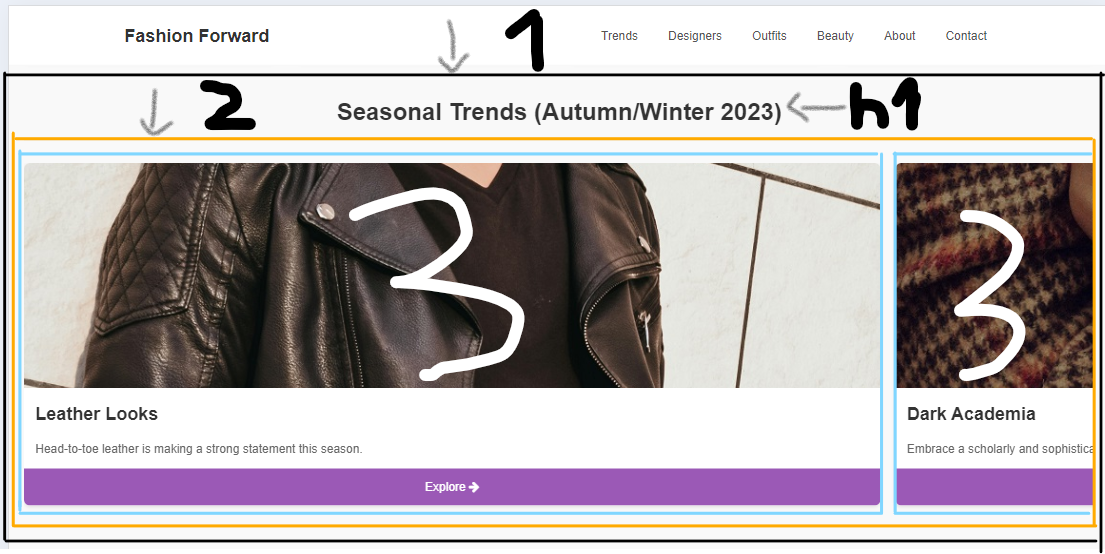 Fashion Forward Trends Designers Outfits Beauty About Contact
1
2
Seasonal Trends (Autumn/Winter 2023)
h1
3
3
Leather Looks
Head-to-toe leather is making a strong statement this season.
Explore
Dark Academia
Embrace a scholarly and sophistica